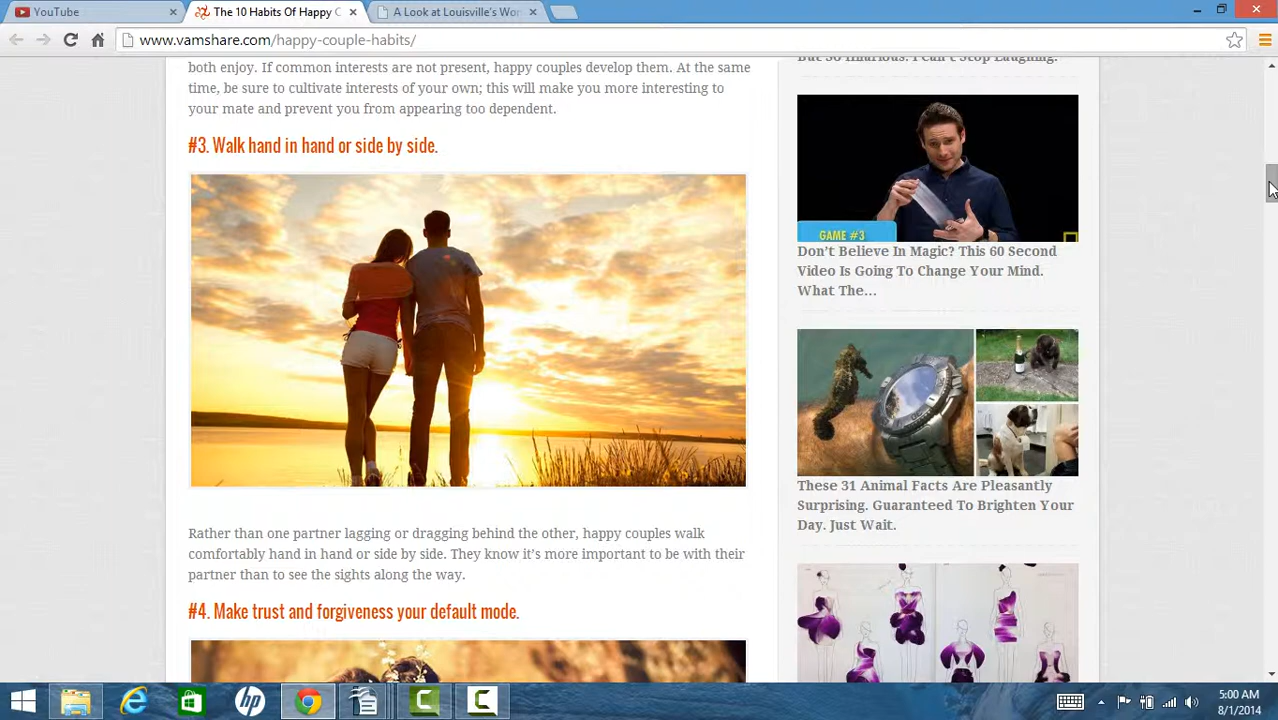 YouTube
The 10 Habits Of Happy C
A Look at Louisville's Wom
www.vamshare.com/happy-couple-habits/
both enjoy. If common interests are not present, happy couples develop them. At the same
time, be sure to cultivate interests of your own; this will make you more interesting to
your mate and prevent you from appearing too dependent.
#3. Walk hand in hand or side by side.
Rather than one partner lagging or dragging behind the other, happy couples walk
comfortably hand in hand or side by side. They know it's more important to be with their
partner than to see the sights along the way.
#4. Make trust and forgiveness your default mode.
But So Hilarious. I Can't Stop Laughing.
GAME #3
Don't Believe In Magic? This 60 Second
Video Is Going To Change Your Mind.
What The...
These 31 Animal Facts Are Pleasantly
Surprising. Guaranteed To Brighten Your
Day. Just Wait.
5:00 AM
8/1/2014